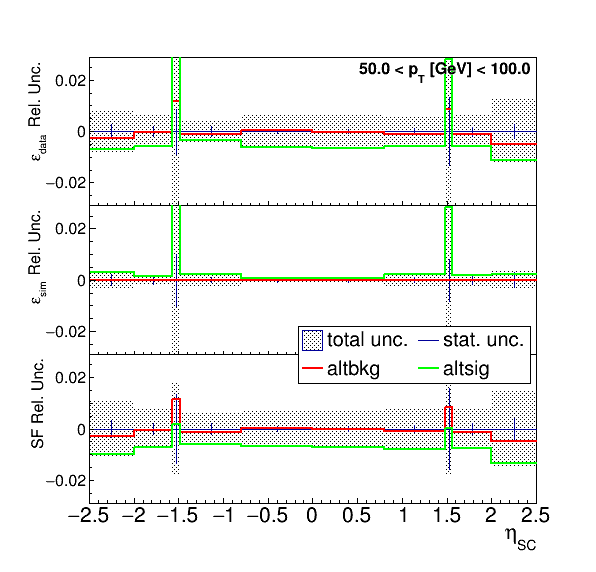 50.0 < p_T [GeV] < 100.0
ε_data Rel. Unc.
0.02
0
−0.02
ε_sim Rel. Unc.
0.02
0
−0.02
total unc. stat. unc.
altbkg altsig
SF Rel. Unc.
0.02
0
−0.02
−2.5 −2 −1.5 −1 −0.5 0 0.5 1 1.5 2 2.5
η_SC